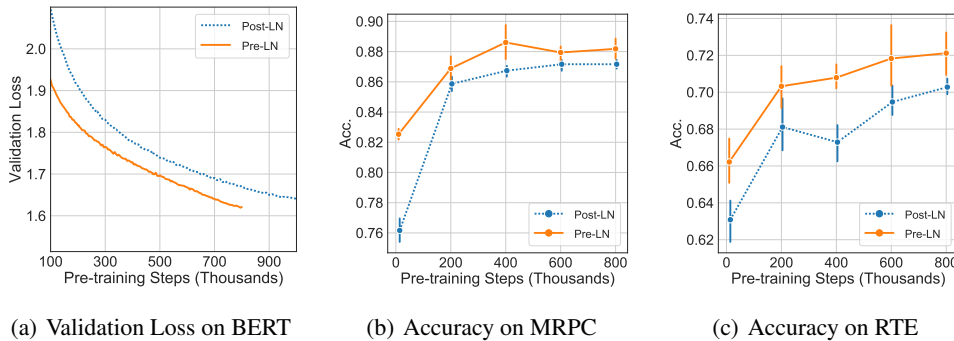 2.0
1.9
1.8
1.7
1.6
Validation Loss
Post-LN
Pre-LN
100 300 500 700 900
Pre-training Steps (Thousands)
(a) Validation Loss on BERT
0.90
0.88
0.86
0.84
0.82
0.80
0.78
0.76
Acc.
Post-LN
Pre-LN
0 200 400 600 800
Pre-training Steps (Thousands)
(b) Accuracy on MRPC
0.74
0.72
0.70
0.68
0.66
0.64
0.62
Acc.
Post-LN
Pre-LN
0 200 400 600 800
Pre-training Steps (Thousands)
(c) Accuracy on RTE